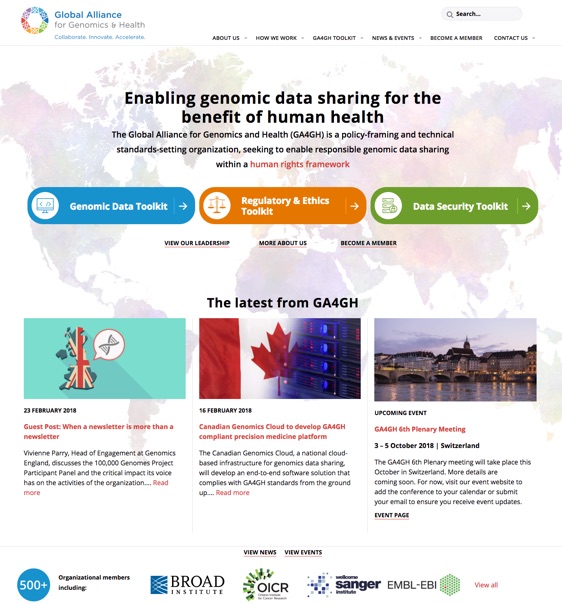 Global Alliance
for Genomics & Health
Collaborate. Innovate. Accelerate.
Search...
ABOUT US
HOW WE WORK
GA4GH TOOLKIT
NEWS & EVENTS
BECOME A MEMBER
CONTACT US
Enabling genomic data sharing for the
benefit of human health
The Global Alliance for Genomics and Health (GA4GH) is a policy-framing and technical
standards-setting organization, seeking to enable responsible genomic data sharing
within a human rights framework
Genomic Data Toolkit
Regulatory & Ethics
Toolkit
Data Security Toolkit
VIEW OUR LEADERSHIP
MORE ABOUT US
BECOME A MEMBER
The latest from GA4GH
23 FEBRUARY 2018
Guest Post: When a newsletter is more than a
newsletter
Vivienne Parry, Head of Engagement at Genomics
England, discusses the 100,000 Genomes Project
Participant Panel and the critical impact its voice
has on the activities of the organization.... Read
more
16 FEBRUARY 2018
Canadian Genomics Cloud to develop GA4GH
compliant precision medicine platform
The Canadian Genomics Cloud, a national cloud-
based infrastructure for genomics data sharing,
will develop an end-to-end software solution that
complies with GA4GH standards from the ground
up.... Read more
UPCOMING EVENT
GA4GH 6th Plenary Meeting
3 – 5 October 2018 | Switzerland
The GA4GH 6th Plenary meeting will take place this
October in Switzerland. More details are
coming soon. For now, visit our event website to
add the conference to your calendar or submit
your email to ensure you receive event updates.
EVENT PAGE
VIEW NEWS
VIEW EVENTS
500+
Organizational members
including:
BROAD
INSTITUTE
OICR
Ontario Institute
for Cancer Research
wellcome
sanger
institute
EMBL-EBI
View all